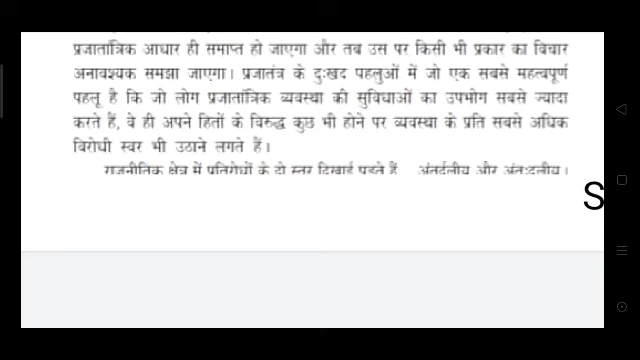 प्रजातांत्रिक आधार ही समाप्त हो जाएगा और तब उस पर किसी भी प्रकार का विचार
अनावश्यक समझा जाएगा। प्रजातंत्र के दुःखद पहलुओं में जो एक सबसे महत्वपूर्ण
पहलू है कि जो लोग प्रजातांत्रिक व्यवस्था की सुविधाओं का उपभोग सबसे ज्यादा
करते हैं, वे ही अपने हितों के विरुद्ध कुछ भी होने पर व्यवस्था के प्रति सबसे अधिक
विरोधी स्वर भी उठाने लगते हैं।
राजनीतिक क्षेत्र में प्रतिरोधों के दो स्तर दिखाई पड़ते हैं अंतर्दलीय और अंतःदलीय।
S